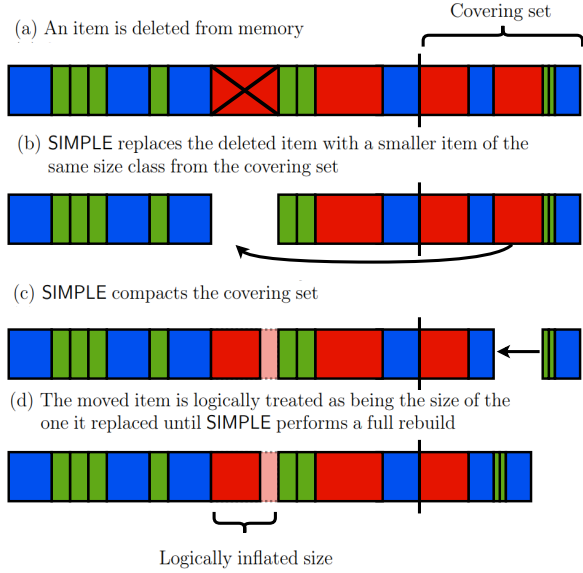 Covering set
(a) An item is deleted from memory
(b) SIMPLE replaces the deleted item with a smaller item of the
same size class from the covering set
(c) SIMPLE compacts the covering set
(d) The moved item is logically treated as being the size of the
one it replaced until SIMPLE performs a full rebuild
Logically inflated size